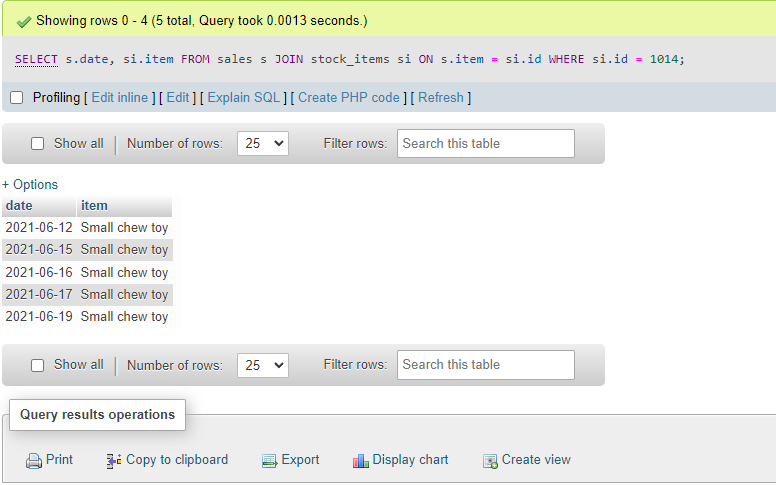 Showing rows 0 - 4 (5 total, Query took 0.0013 seconds.)
SELECT s.date, si.item FROM sales s JOIN stock_items si ON s.item = si.id WHERE si.id = 1014;
Profiling [ Edit inline ] [ Edit ] [ Explain SQL ] [ Create PHP code ] [ Refresh ]
Show all Number of rows: 25 Filter rows: Search this table
+ Options
date item
2021-06-12 Small chew toy
2021-06-15 Small chew toy
2021-06-16 Small chew toy
2021-06-17 Small chew toy
2021-06-19 Small chew toy
Show all Number of rows: 25 Filter rows: Search this table
Query results operations
Print Copy to clipboard Export Display chart Create view